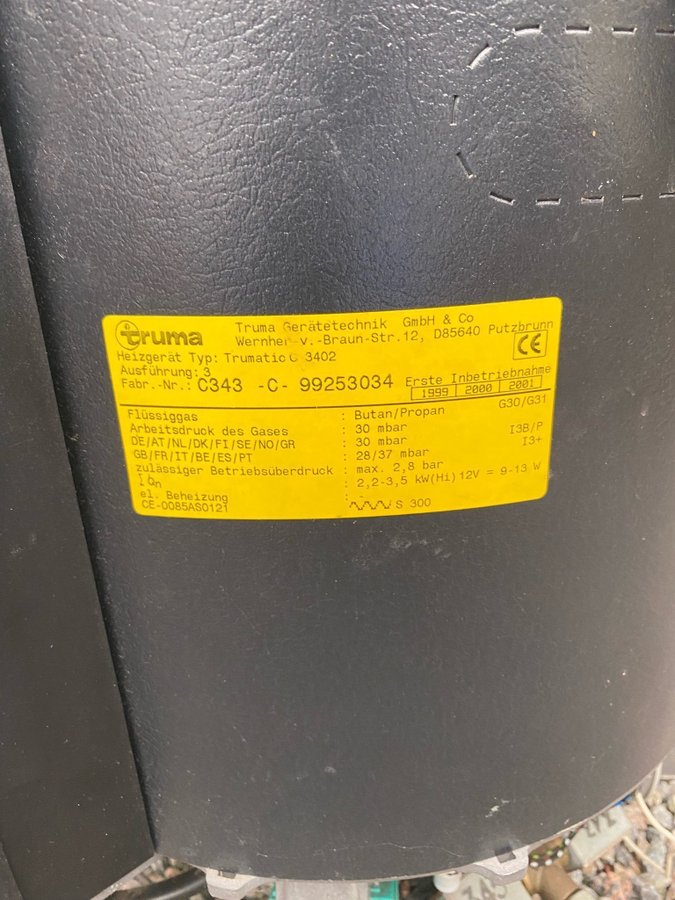 truma Truma Gerätetechnik GmbH & Co
Wernher-v.-Braun-Str.12, D85640 Putzbrunn
Heizgerät Typ: Trumatic C 3402
CE
Ausführung: 3
Fabr.-Nr.: C343 -C- 99253034 Erste Inbetriebnahme
1999 2000 2001
Flüssiggas : Butan/Propan G30/G31
Arbeitsdruck des Gases : 30 mbar I3B/P
DE/AT/NL/DK/FI/SE/NO/GR : 30 mbar I3+
GB/FR/IT/BE/ES/PT : 28/37 mbar
zulässiger Betriebsüberdruck : max. 2,8 bar
I Qn : 2,2-3,5 kW(Hi) 12V = 9-13 W
el. Beheizung : -
CE-0085AS0121 S 300